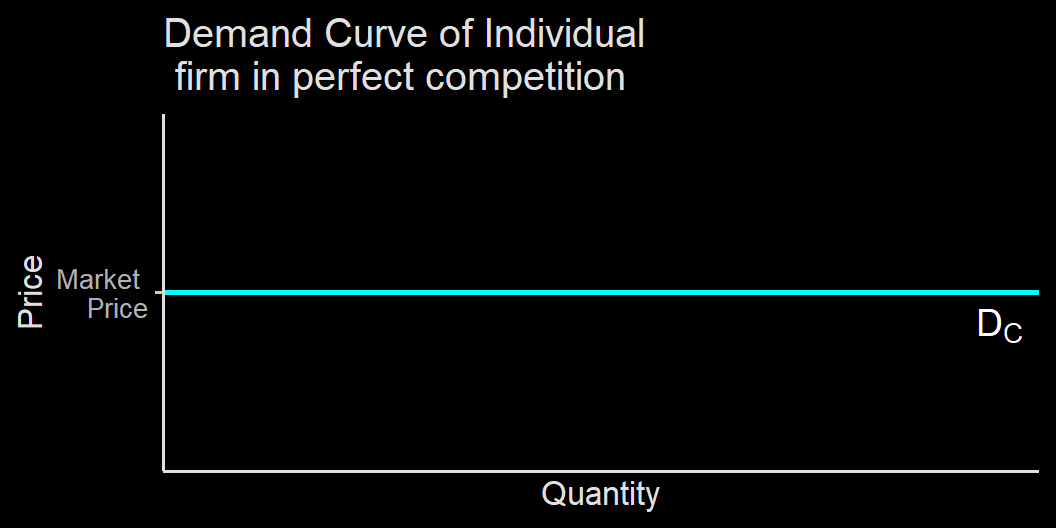 Demand Curve of Individual
firm in perfect competition
Price
Market
Price
D_C
Quantity